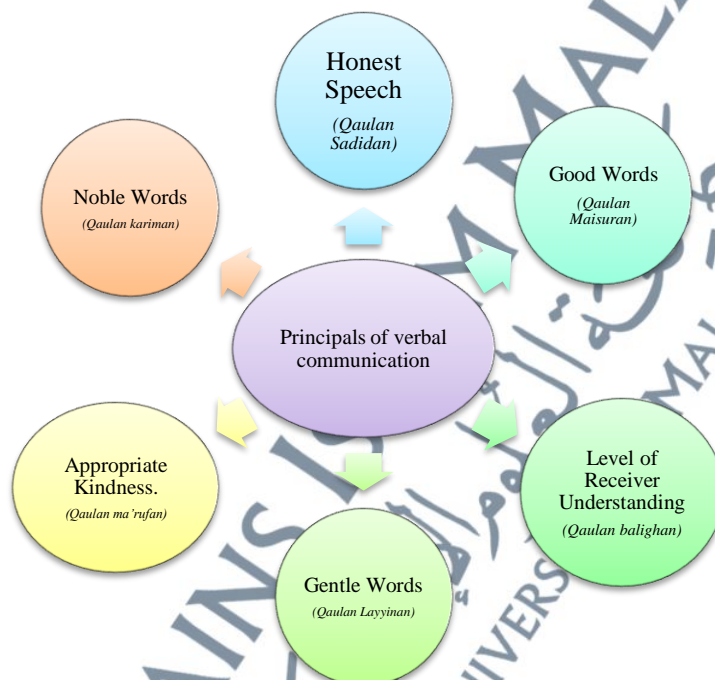 Honest
Speech
(Qaulan
Sadidan)
Good Words
(Qaulan
Maisuran)
Noble Words
(Qaulan kariman)
Principals of verbal
communication
Appropriate
Kindness.
(Qaulan ma'rufan)
Level of
Receiver
Understanding
(Qaulan balighan)
Gentle Words
(Qaulan Layyinan)